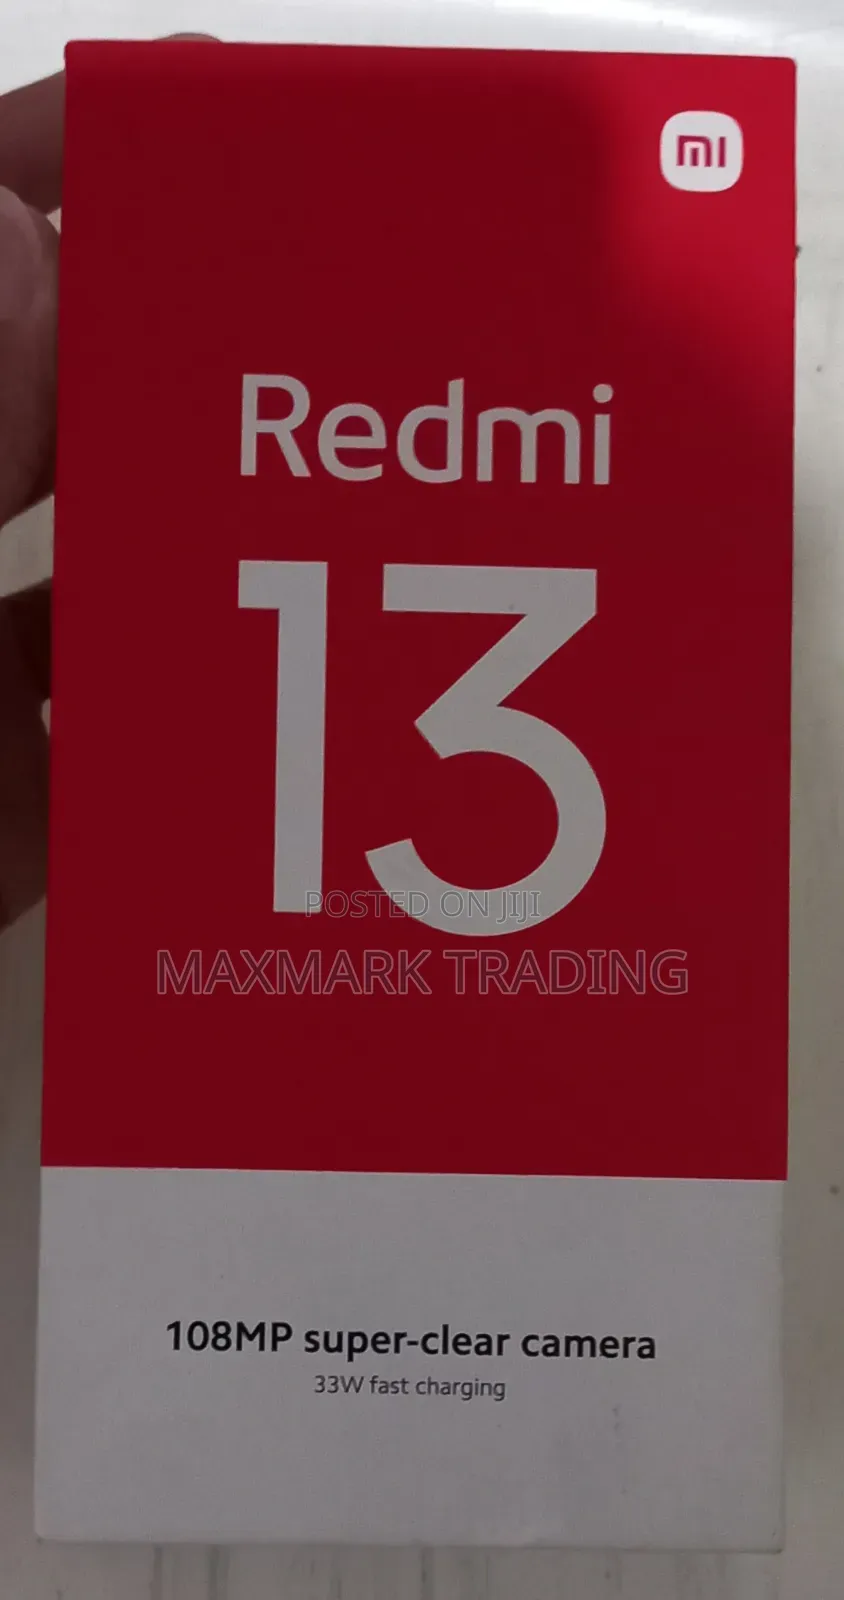 mi
Redmi
13
POSTED ON JIJI
MAXMARK TRADING
108MP super-clear camera
33W fast charging